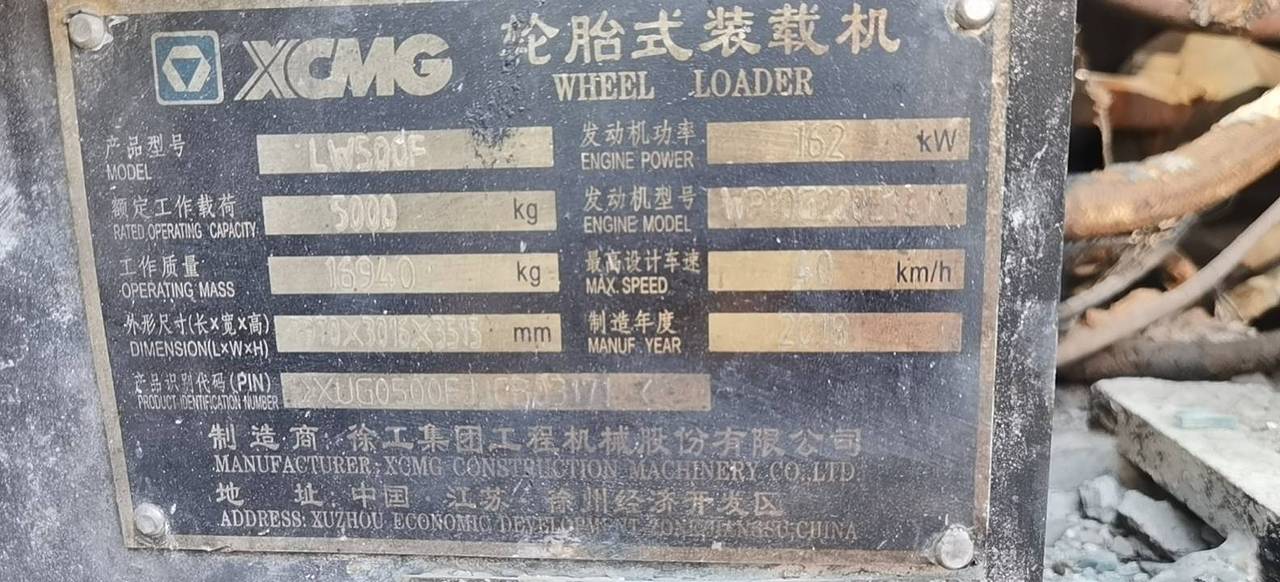 XCMG 轮胎式装载机
WHEEL LOADER
产品型号 LW500F
MODEL
发动机功率 162 kW
ENGINE POWER
额定工作载荷 5000 kg
RATED OPERATING CAPACITY
发动机型号
ENGINE MODEL
工作质量 16940 kg
OPERATING MASS
最高设计车速 40 km/h
MAX. SPEED
外形尺寸(长×宽×高) X3016X3515 mm
DIMENSION(L×W×H)
制造年度 2018
MANUF. YEAR
产品识别代码(PIN)
PRODUCT IDENTIFICATION NUMBER
制造商:徐工集团工程机械股份有限公司
MANUFACTURER: XCMG CONSTRUCTION MACHINERY CO.,LTD.
地 址:中国 江苏 徐州经济开发区
ADDRESS: XUZHOU ECONOMIC DEVELOPMENT ZONE,JIANGSU,CHINA